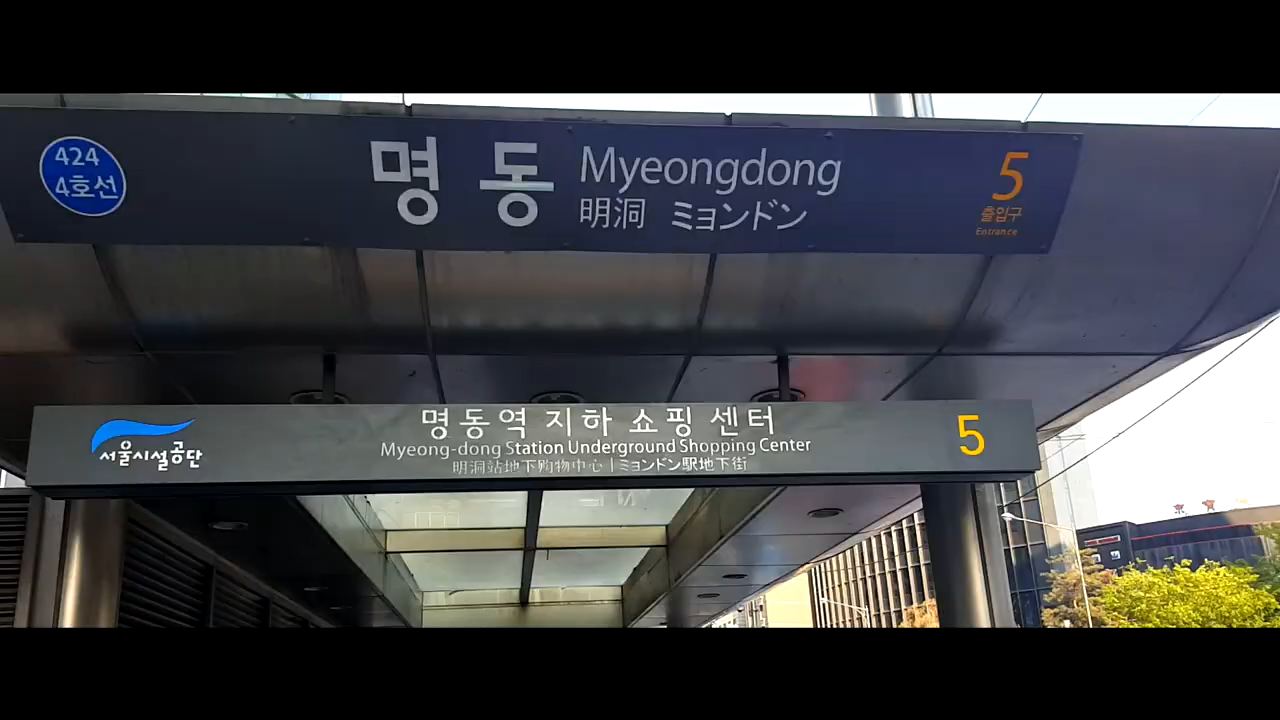 424
4호선
명동
Myeongdong
明洞 ミョンドン
5
출입구
Entrance
서울시설공단
명동역 지하 쇼핑 센터
Myeong-dong Station Underground Shopping Center
明洞站地下购物中心 | ミョンドン駅地下街
5